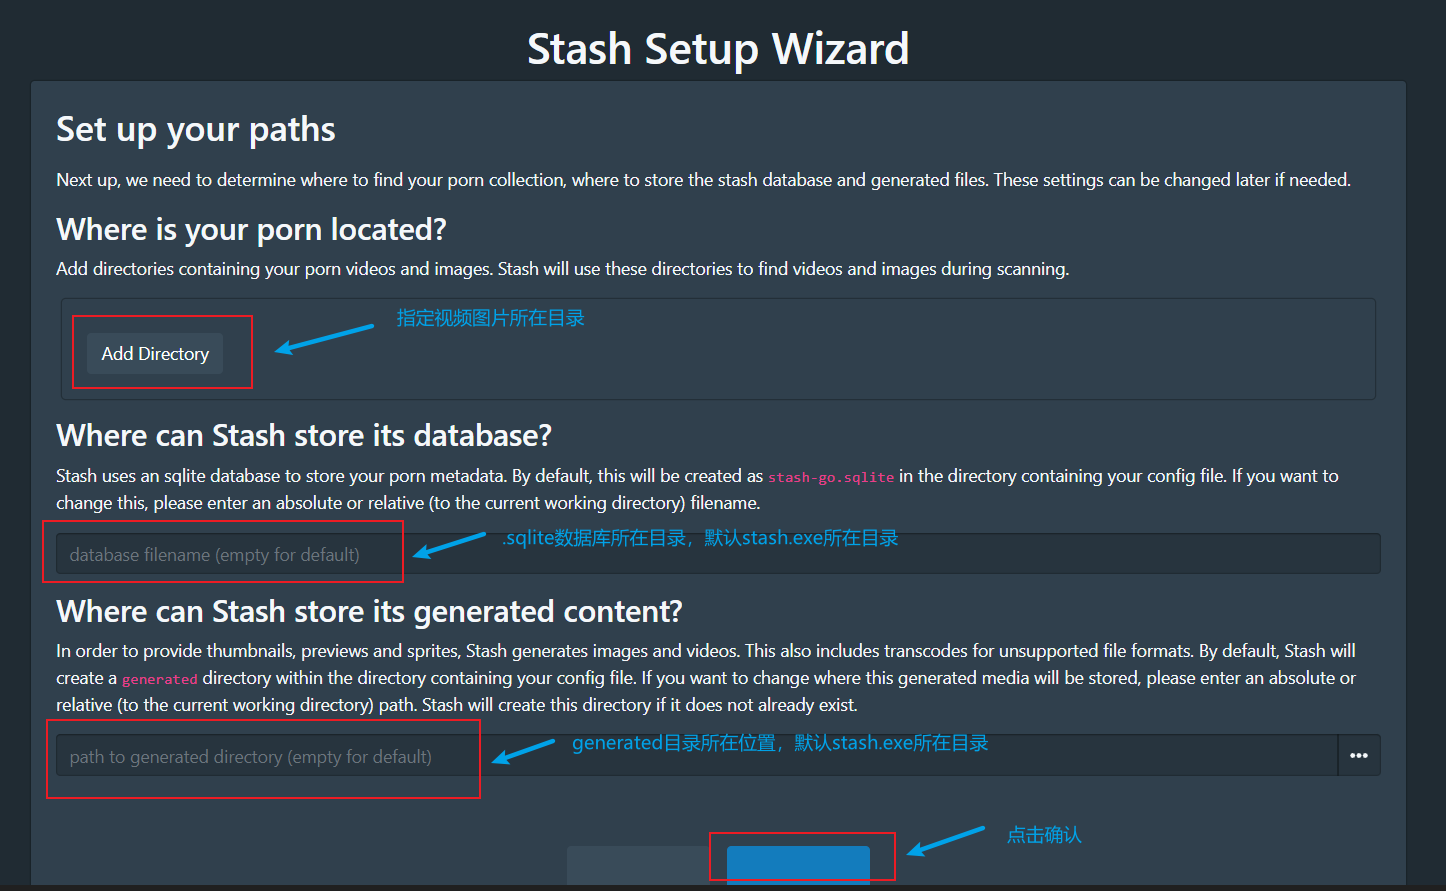 Stash Setup Wizard
Set up your paths
Next up, we need to determine where to find your porn collection, where to store the stash database and generated files. These settings can be changed later if needed.
Where is your porn located?
Add directories containing your porn videos and images. Stash will use these directories to find videos and images during scanning.
指定视频图片所在目录
Add Directory
Where can Stash store its database?
Stash uses an sqlite database to store your porn metadata. By default, this will be created as stash-go.sqlite in the directory containing your config file. If you want to
change this, please enter an absolute or relative (to the current working directory) filename.
.sqlite数据库所在目录，默认stash.exe所在目录
database filename (empty for default)
Where can Stash store its generated content?
In order to provide thumbnails, previews and sprites, Stash generates images and videos. This also includes transcodes for unsupported file formats. By default, Stash will
create a generated directory within the directory containing your config file. If you want to change where this generated media will be stored, please enter an absolute or
relative (to the current working directory) path. Stash will create this directory if it does not already exist.
generated目录所在位置，默认stash.exe所在目录
path to generated directory (empty for default)
点击确认